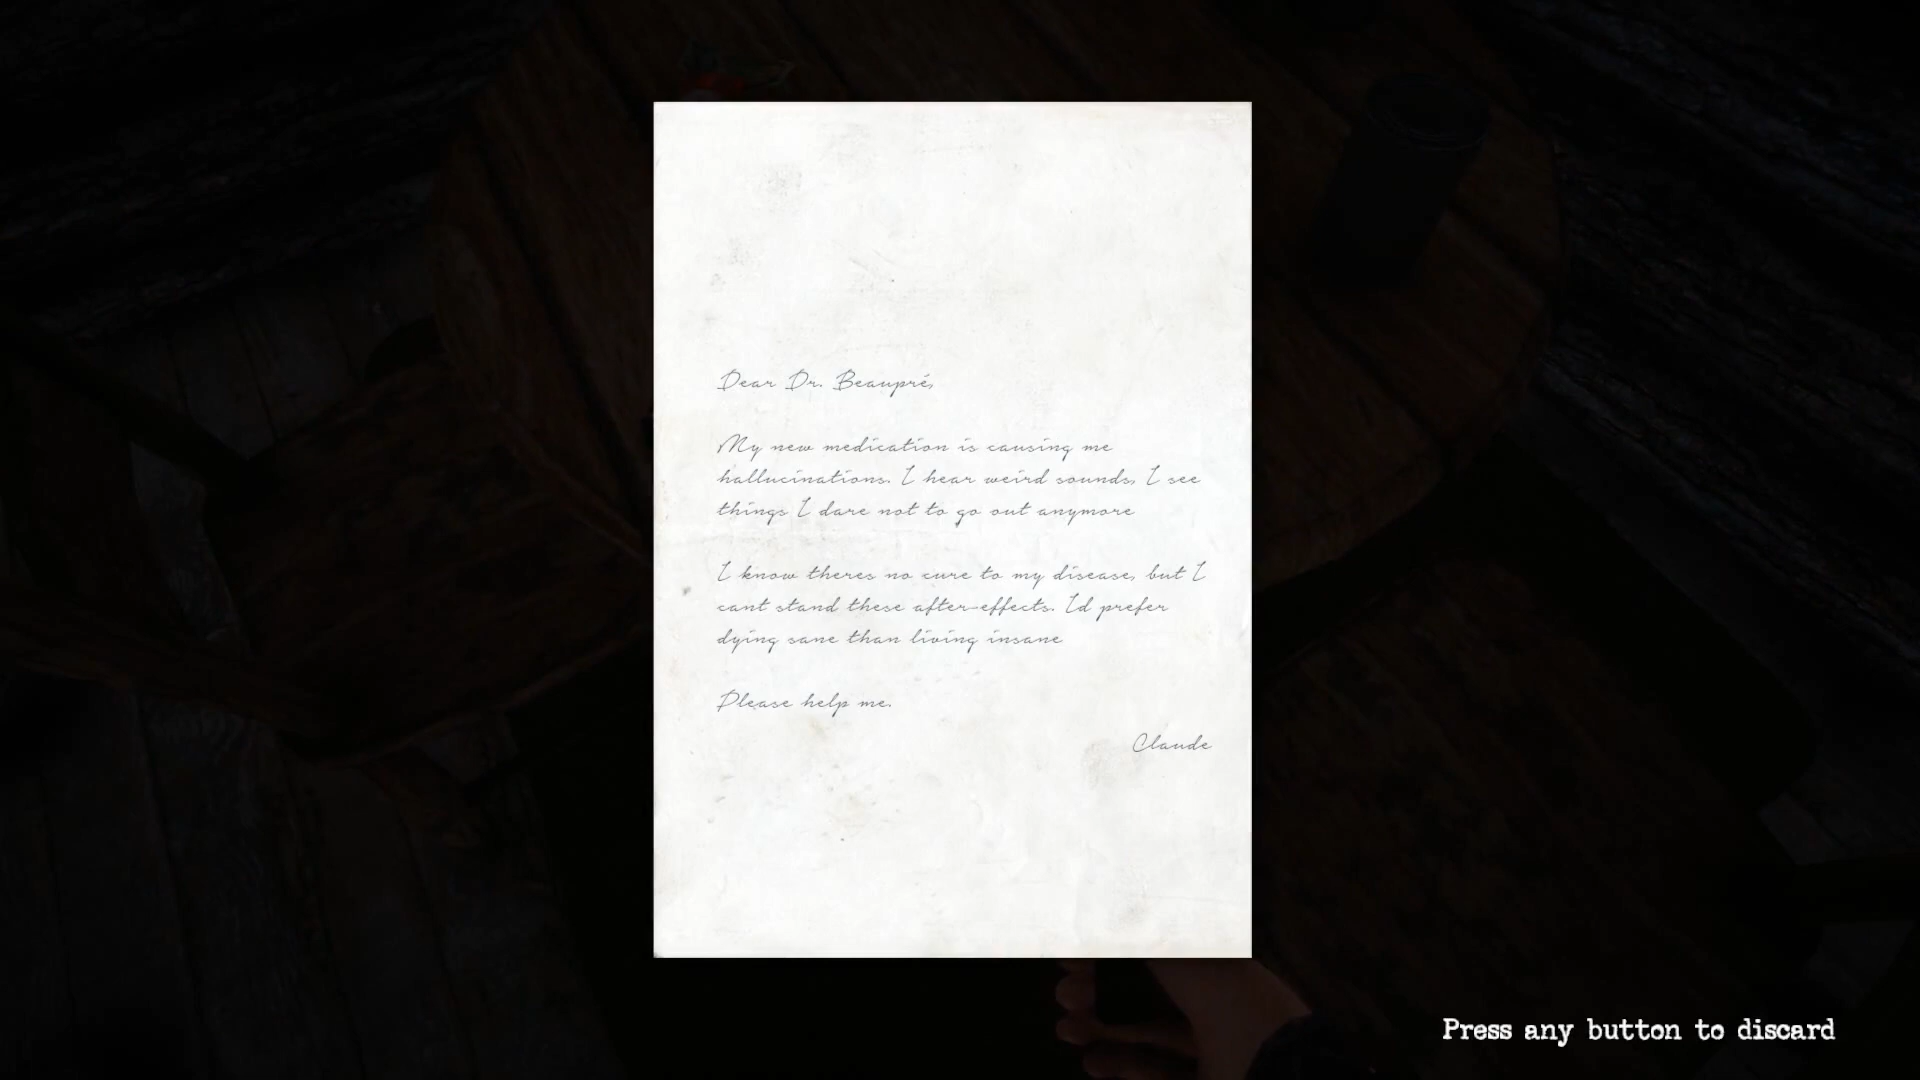 Dear Dr. Beaupré,
My new medication is causing me
hallucinations. I hear weird sounds, I see
things I dare not to go out anymore
I know theres no cure to my disease, but I
cant stand these after-effects. Id prefer
dying sane than living insane
Please help me.
Claude
Press any button to discard